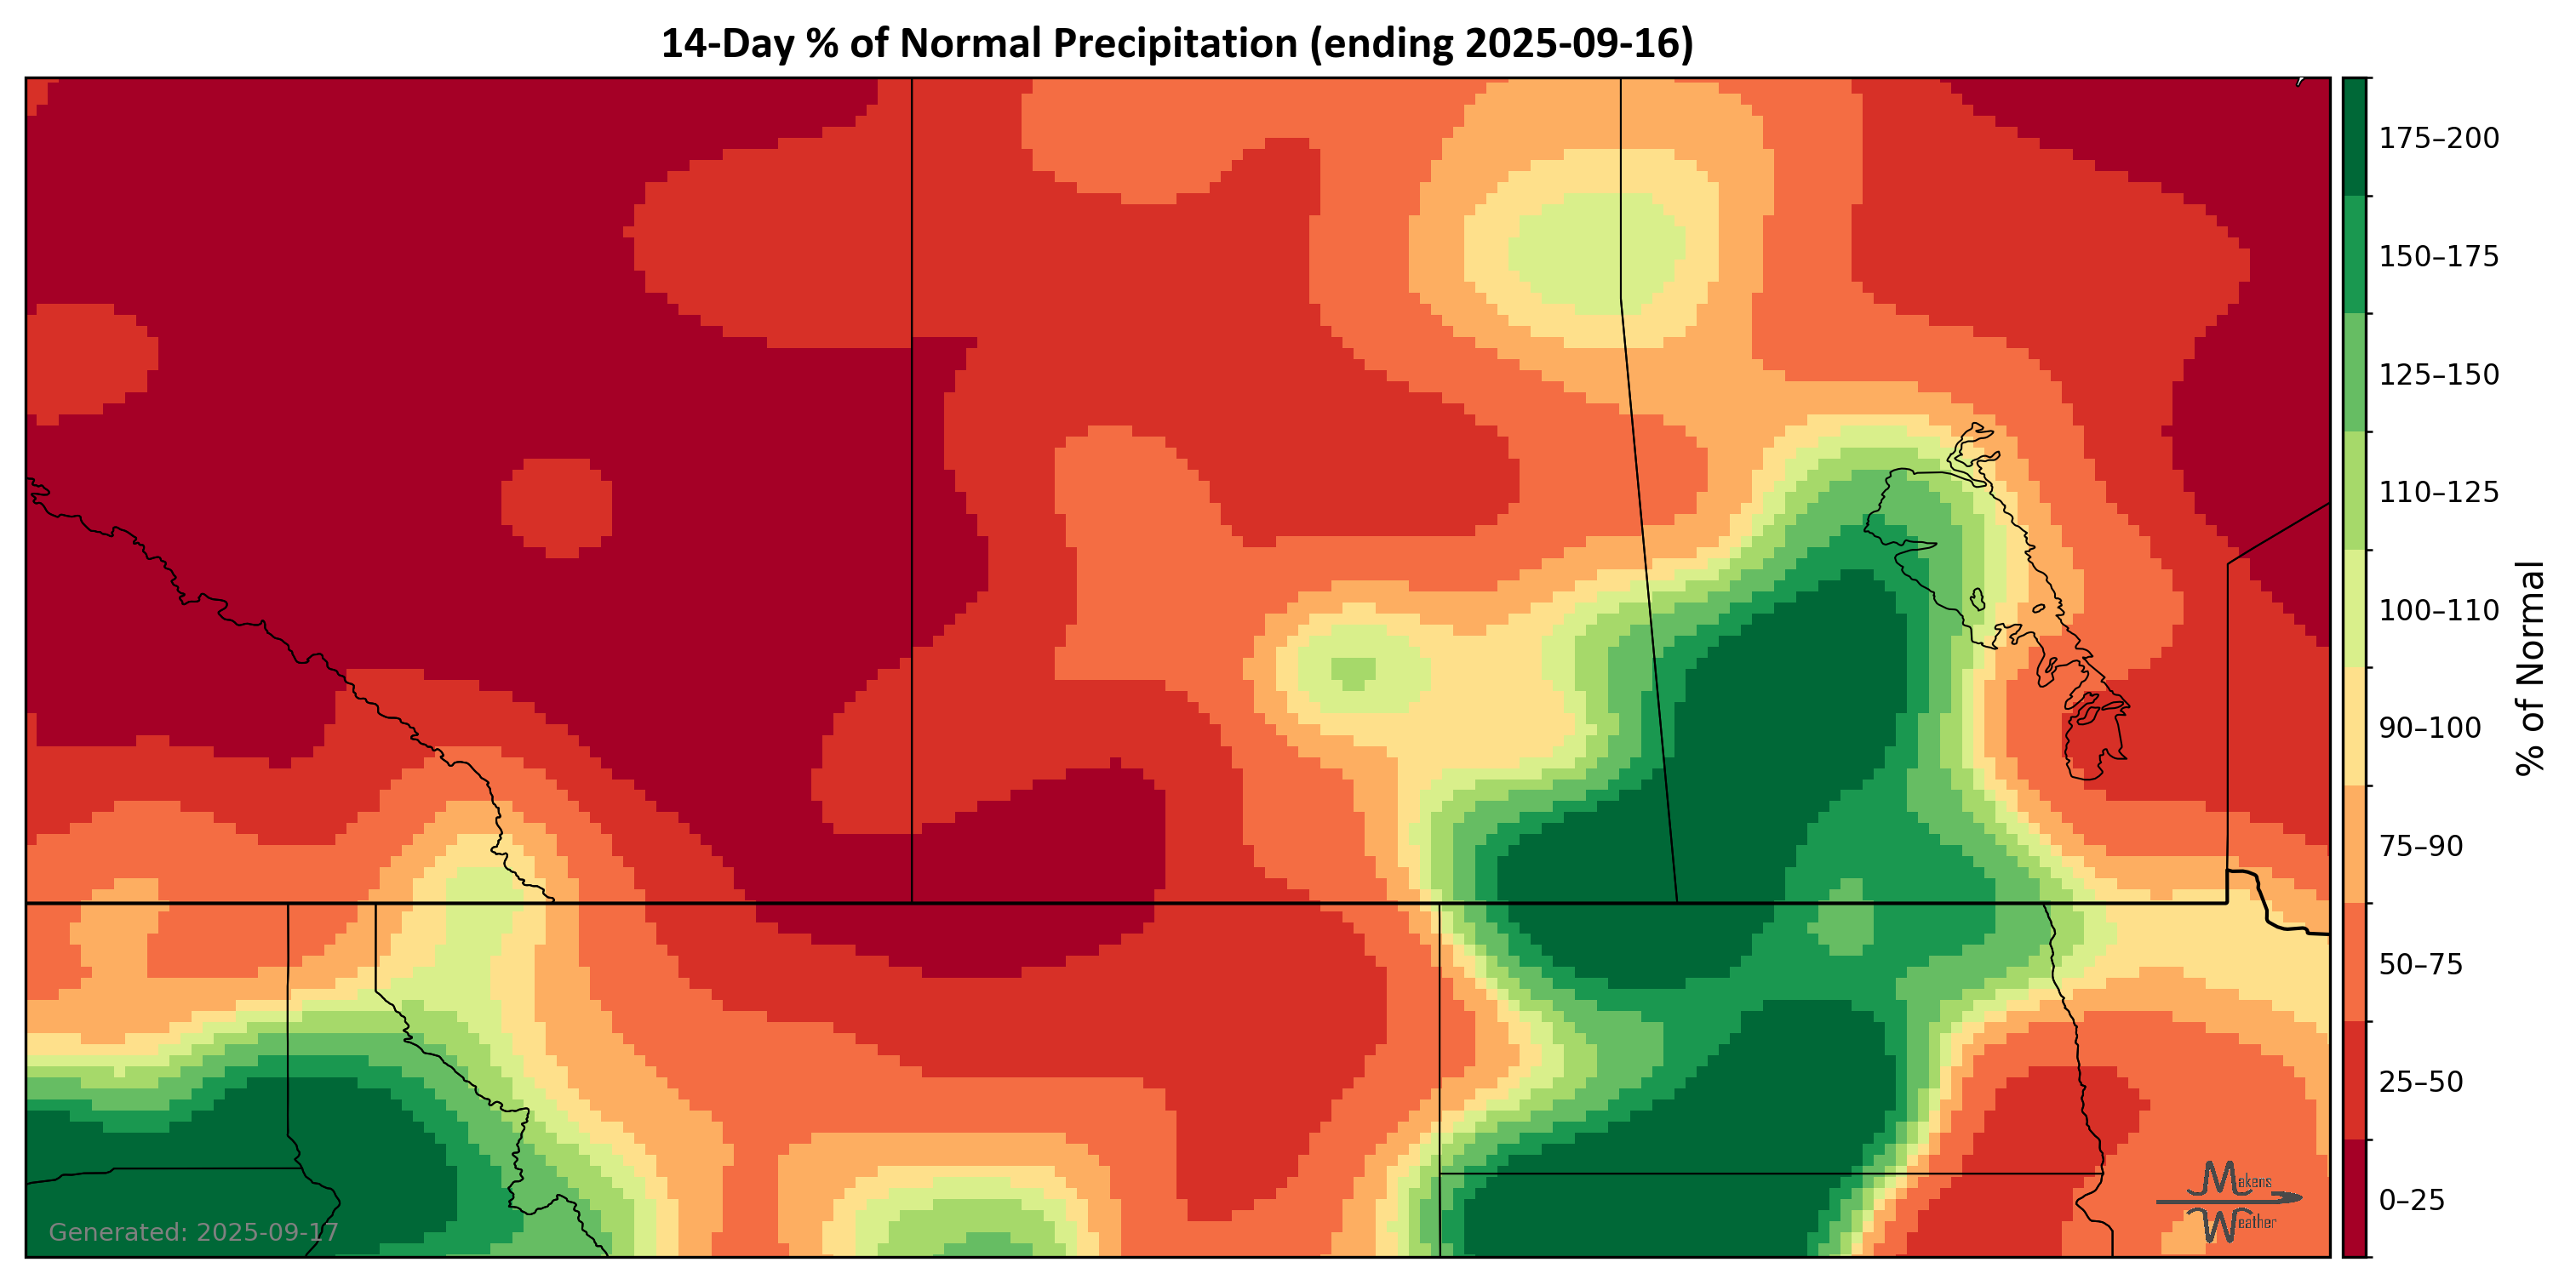 14-Day % of Normal Precipitation (ending 2025-09-16)
175–200
150–175
125–150
110–125
100–110
90–100
75–90
50–75
25–50
0–25
% of Normal
Generated: 2025-09-17
Makens
Weather